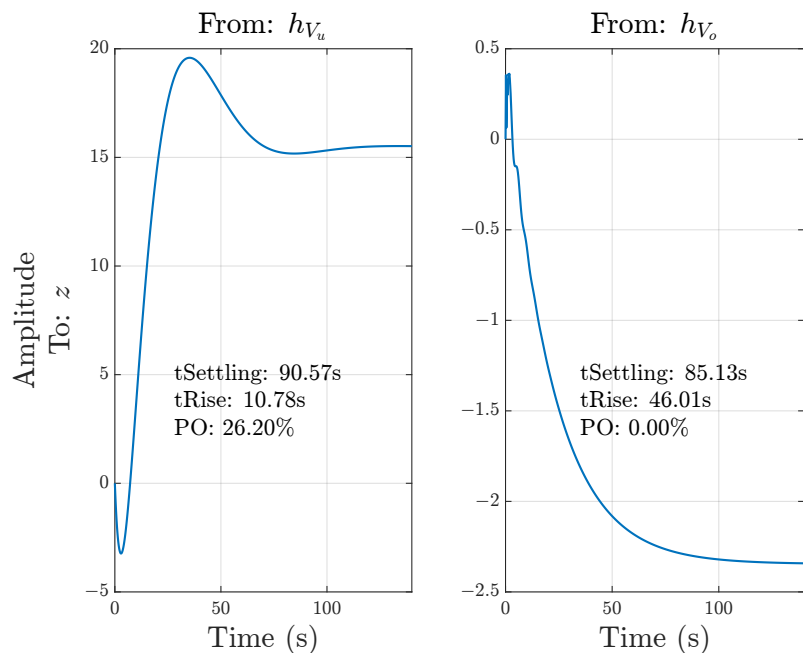 From: h_{V_u}
20
15
10
5
0
−5
0
50
100
Time (s)
tSettling: 90.57s
tRise: 10.78s
PO: 26.20%
Amplitude
To: z
From: h_{V_o}
0.5
0
−0.5
−1
−1.5
−2
−2.5
0
50
100
Time (s)
tSettling: 85.13s
tRise: 46.01s
PO: 0.00%